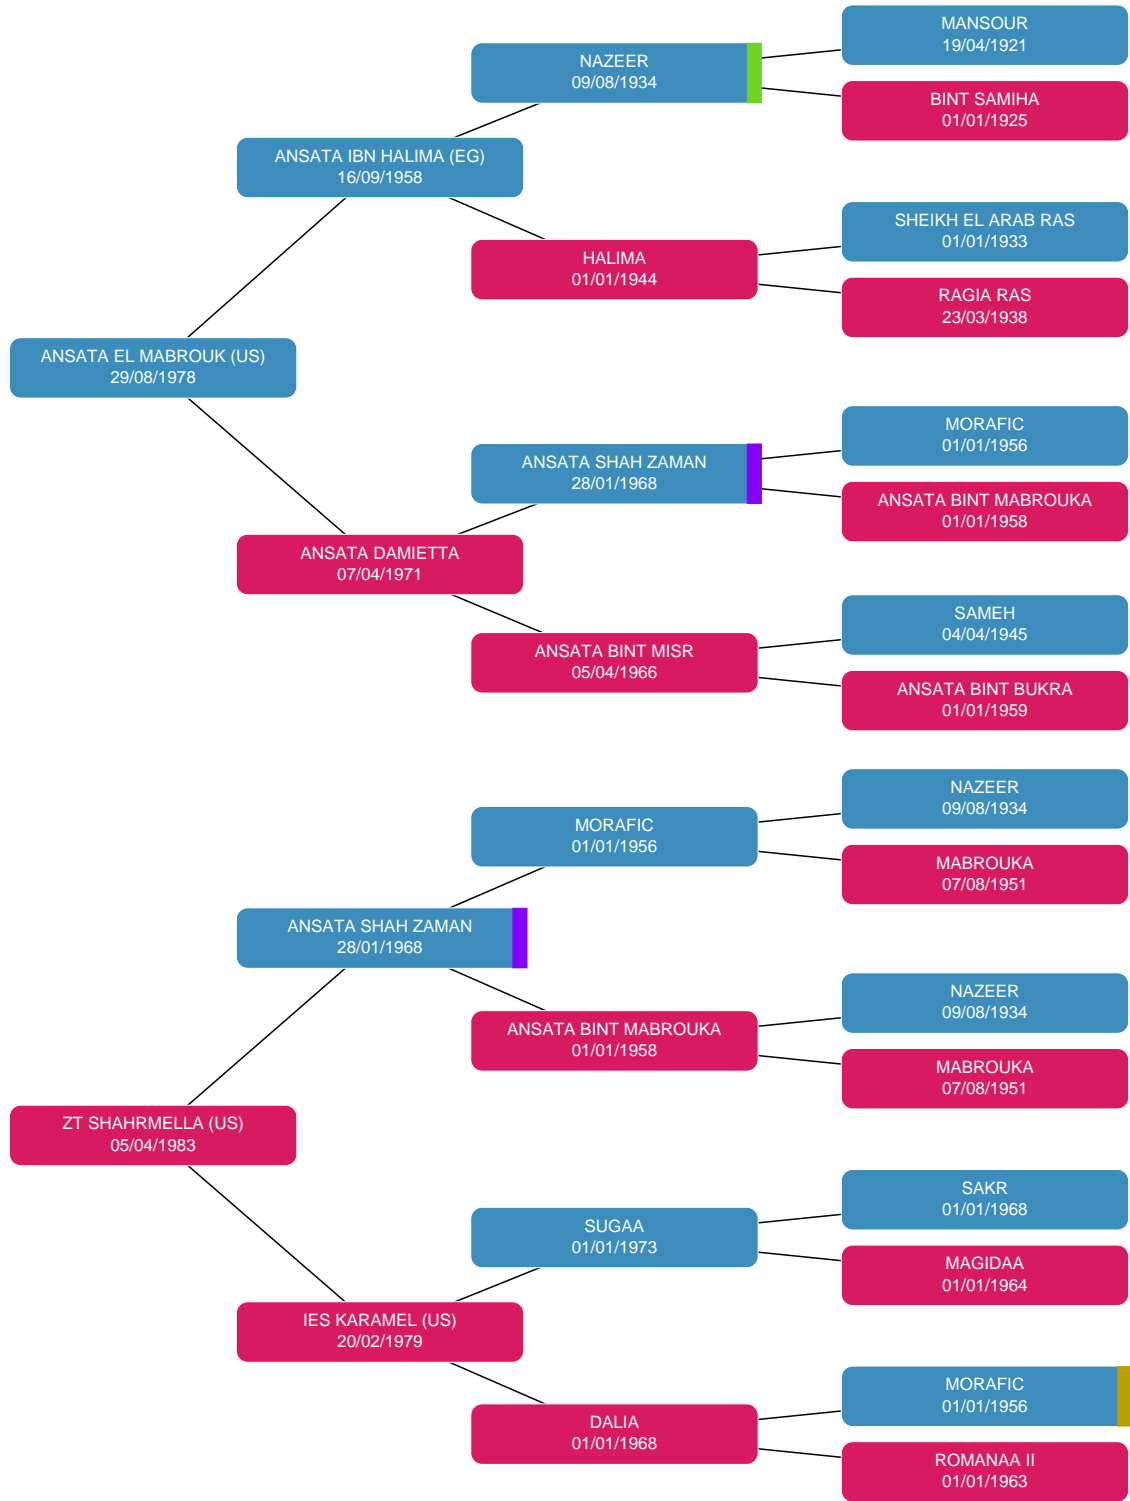 MANSOUR
19/04/1921
NAZEER
09/08/1934
BINT SAMIHA
01/01/1925
ANSATA IBN HALIMA (EG)
16/09/1958
SHEIKH EL ARAB RAS
01/01/1933
HALIMA
01/01/1944
RAGIA RAS
23/03/1938
ANSATA EL MABROUK (US)
29/08/1978
MORAFIC
01/01/1956
ANSATA SHAH ZAMAN
28/01/1968
ANSATA BINT MABROUKA
01/01/1958
ANSATA DAMIETTA
07/04/1971
SAMEH
04/04/1945
ANSATA BINT MISR
05/04/1966
ANSATA BINT BUKRA
01/01/1959
NAZEER
09/08/1934
MORAFIC
01/01/1956
MABROUKA
07/08/1951
ANSATA SHAH ZAMAN
28/01/1968
NAZEER
09/08/1934
ANSATA BINT MABROUKA
01/01/1958
MABROUKA
07/08/1951
ZT SHAHRMELLA (US)
05/04/1983
SAKR
01/01/1968
SUGAA
01/01/1973
MAGIDAA
01/01/1964
IES KARAMEL (US)
20/02/1979
MORAFIC
01/01/1956
DALIA
01/01/1968
ROMANAA II
01/01/1963